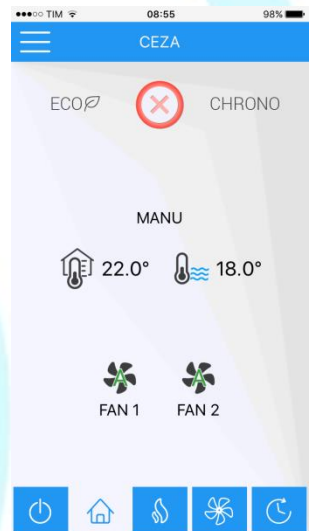 TIM 08:55 98%
CEZA
ECO CHRONO
MANU
22.0° 18.0°
A A
FAN 1 FAN 2